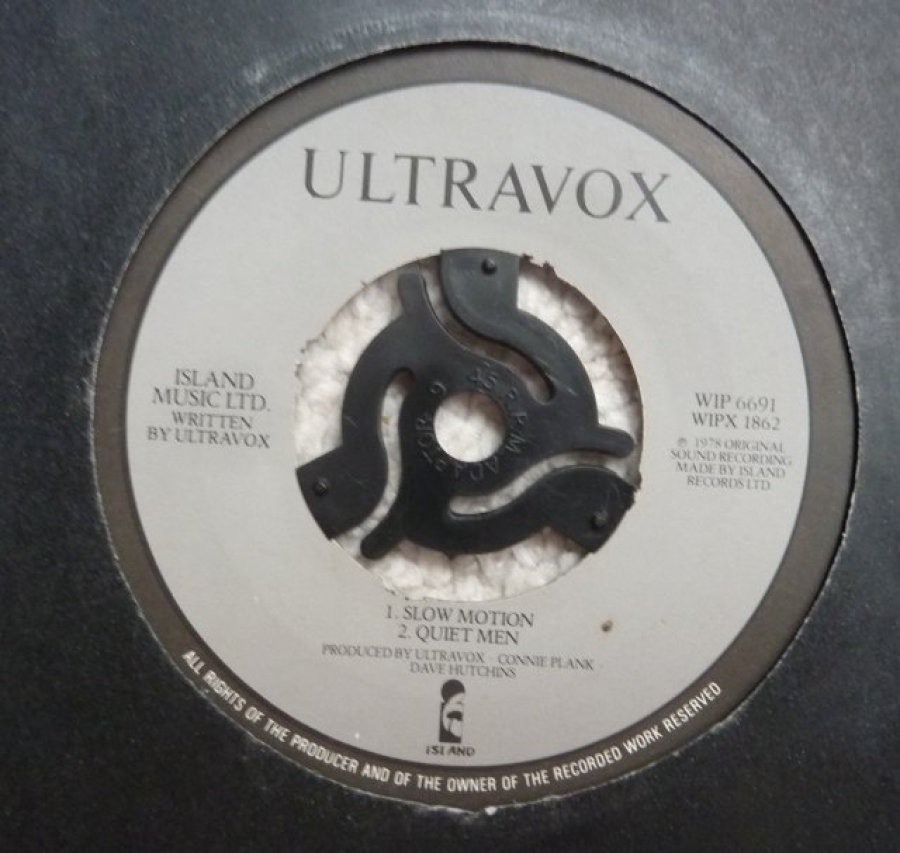 ULTRAVOX
ISLAND
MUSIC LTD.
WRITTEN
BY ULTRAVOX
45 R.P.M. ADAPTOR
WIP 6691
WIPX 1862
℗ 1978 ORIGINAL
SOUND RECORDING
MADE BY ISLAND
RECORDS LTD
1. SLOW MOTION
2. QUIET MEN
PRODUCED BY ULTRAVOX · CONNIE PLANK ·
DAVE HUTCHINS
ISLAND
ALL RIGHTS OF THE PRODUCER AND OF THE OWNER OF THE RECORDED WORK RESERVED